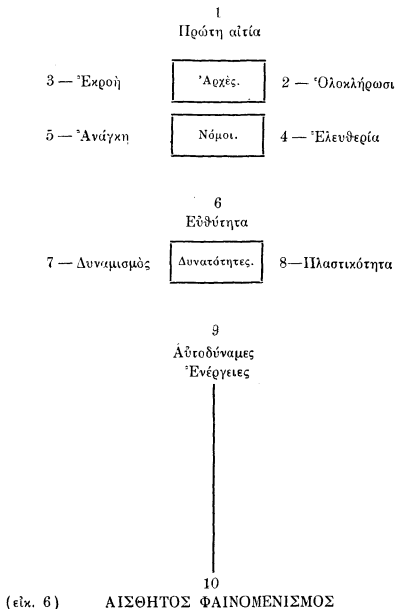 1
Πρώτη αἰτία
3 — Ἐκροὴ Ἀρχὲς. 2 — Ὁλοκλήρωσι
5 — Ἀνάγκη Νόμοι. 4 — Ἐλευθερία
6
Εὐθύτητα
7 — Δυναμισμὸς Δυνατότητες. 8—Πλαστικότητα
9
Αὐτοδύναμες
Ἐνέργειες
10
(εἰκ. 6) ΑΙΣΘΗΤΟΣ ΦΑΙΝΟΜΕΝΙΣΜΟΣ